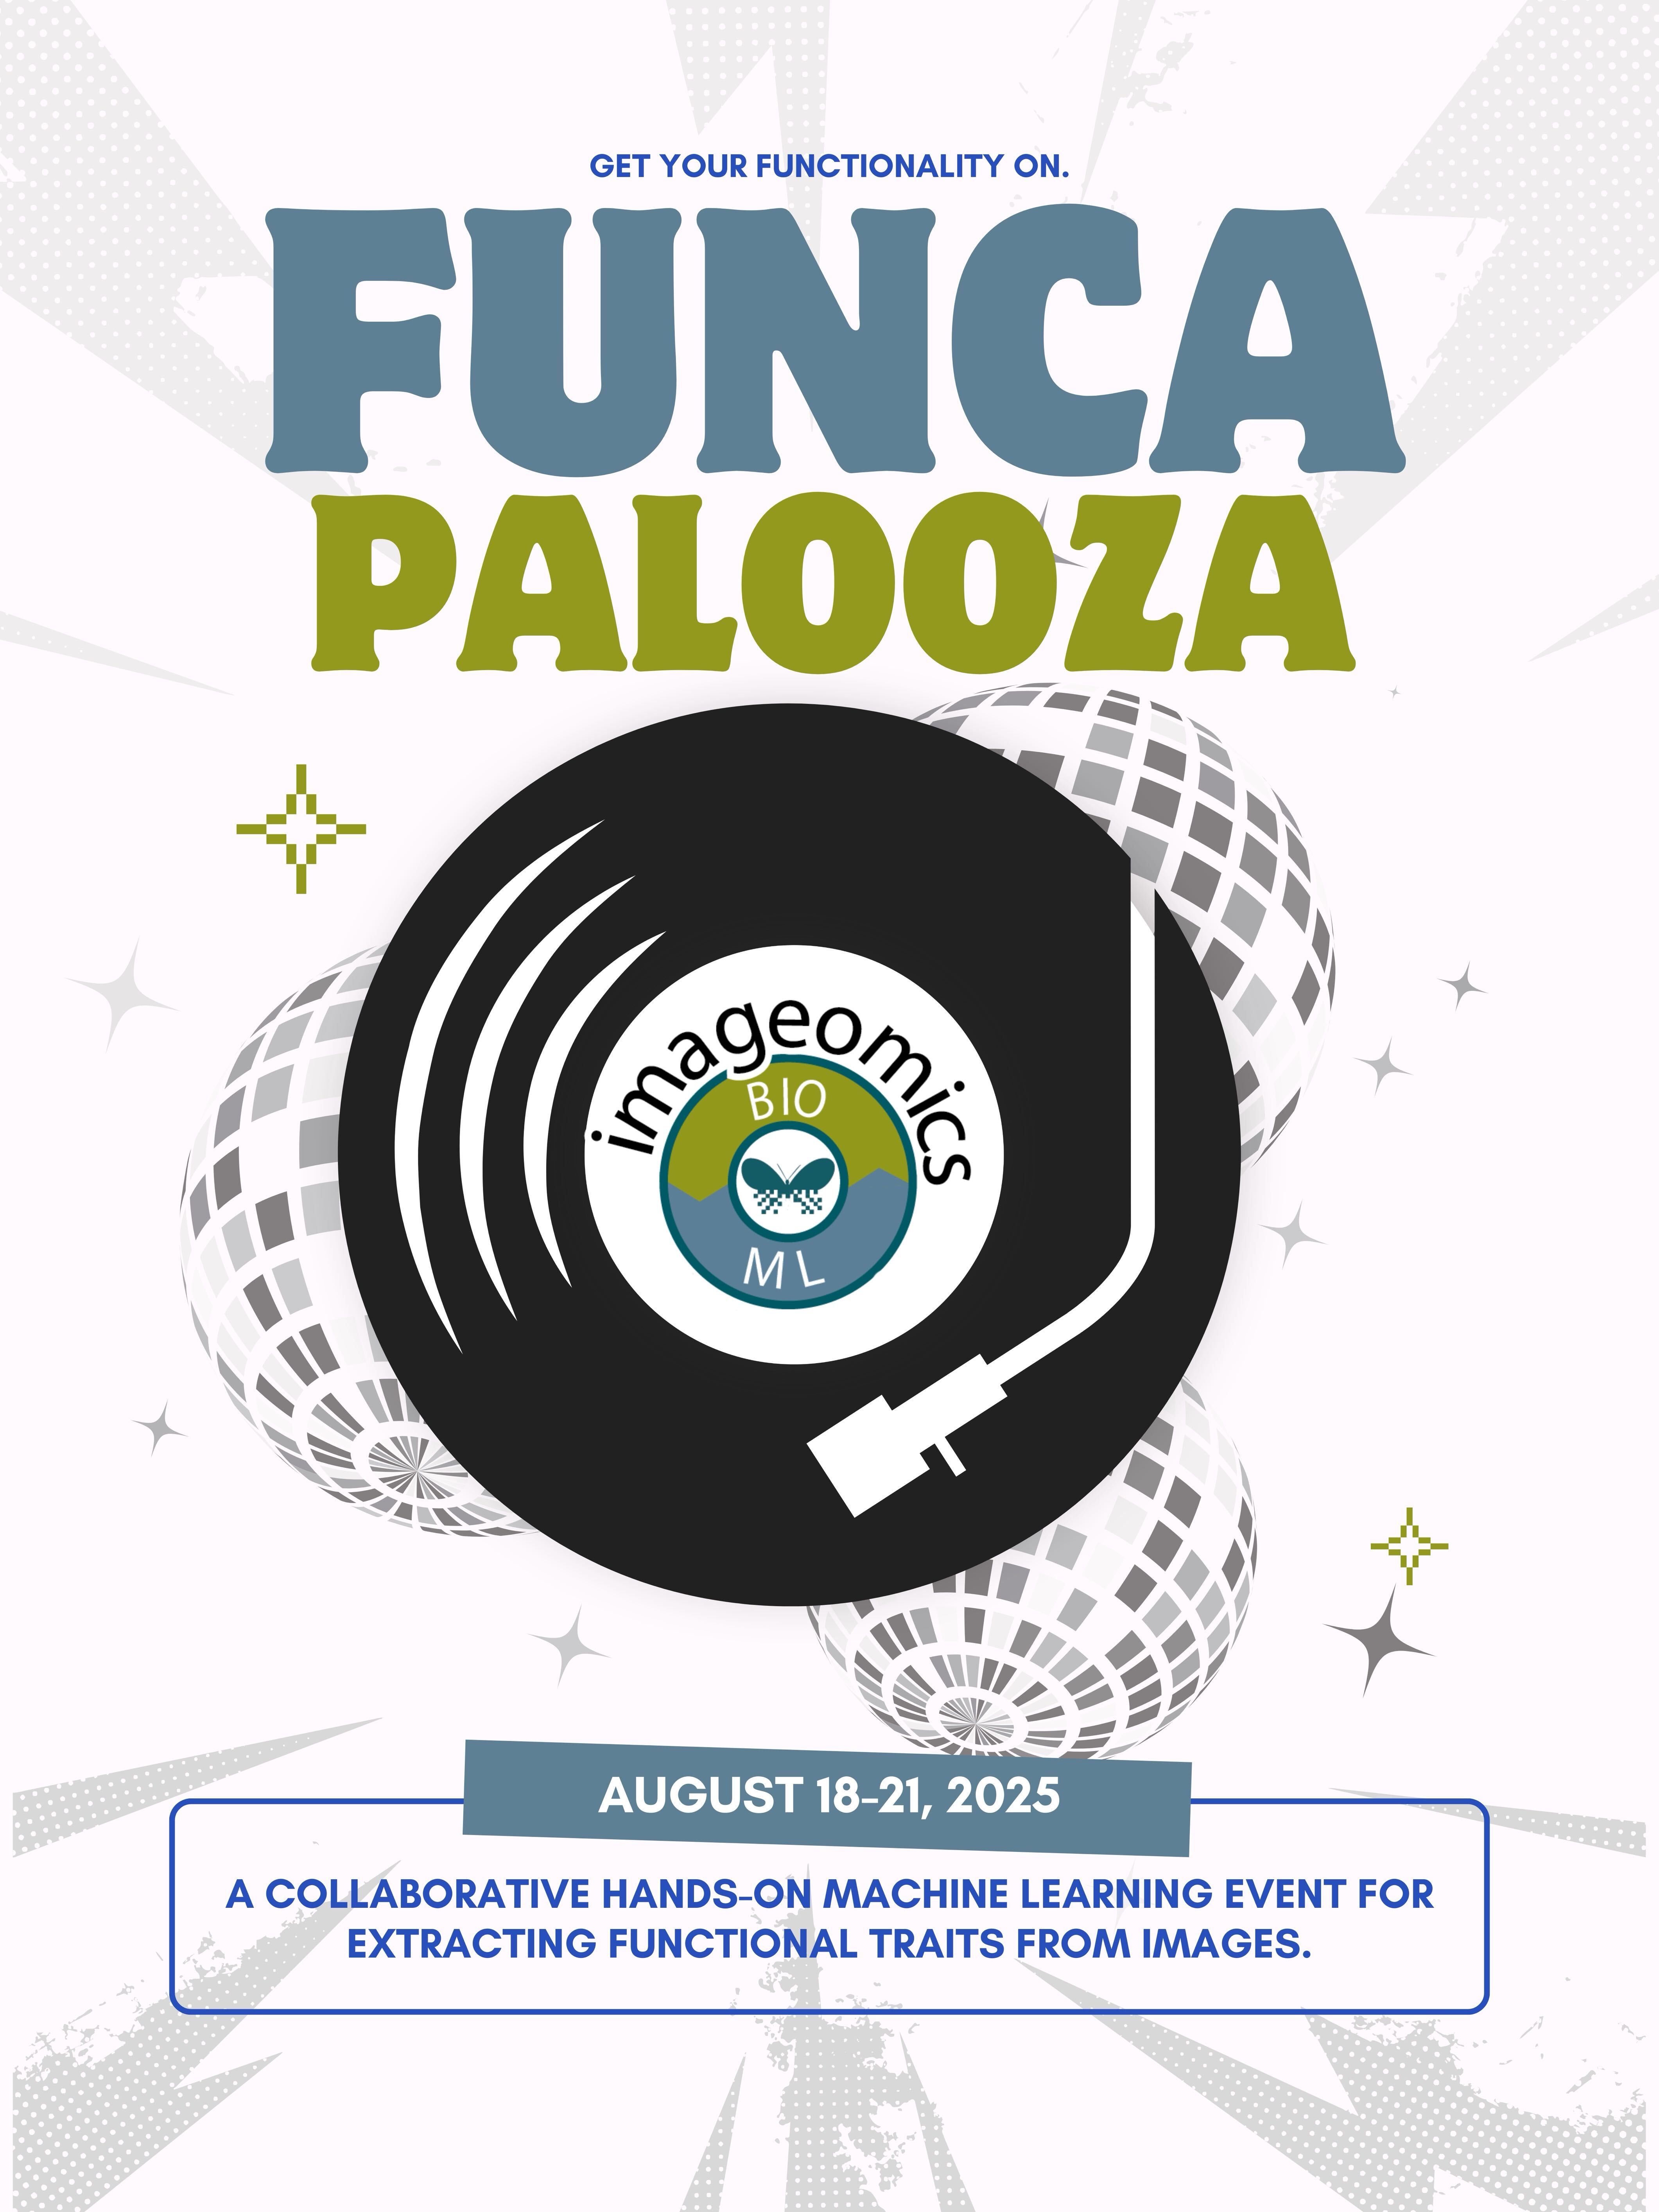 GET YOUR FUNCTIONALITY ON.
FUNCA
PALOOZA
imageomics
BIO
ML
AUGUST 18-21, 2025
A COLLABORATIVE HANDS-ON MACHINE LEARNING EVENT FOR
EXTRACTING FUNCTIONAL TRAITS FROM IMAGES.